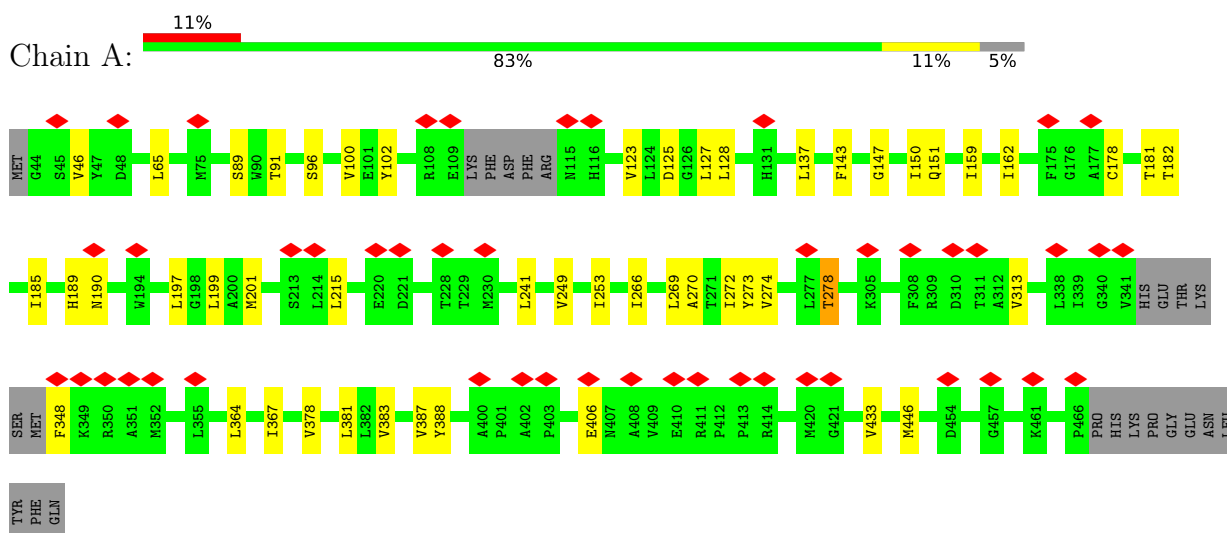 11%
Chain A:
83% 11% 5%
MET G44 S45 V46 Y47 D48 L65 M75 S89 W90 T91 S96 V100 E101 Y102 R108 E109 LYS PHE ASP PHE ARG N115 H116 V123 L124 D125 G126 L127 L128 H131 L137 F143 G147 I150 Q151 I159 I162 F175 G176 A177 C178 T181 T182
I185 H189 N190 W194 L197 G198 L199 A200 M201 S213 L214 L215 E220 D221 T228 T229 M230 L241 V249 I253 I266 L269 A270 T271 I272 Y273 V274 L277 T278 K305 F308 R309 D310 T311 A312 V313 L338 I339 G340 V341 HIS GLU THR LYS
SER MET F348 K349 R350 A351 M352 L355 L364 I367 V378 L381 L382 V383 V387 Y388 A400 P401 A402 P403 E406 N407 A408 V409 E410 R411 P412 P413 R414 M420 G421 V433 M446 D454 G457 K461 P466 PRO HIS LYS PRO GLY GLU ASN LEU
TYR PHE GLN